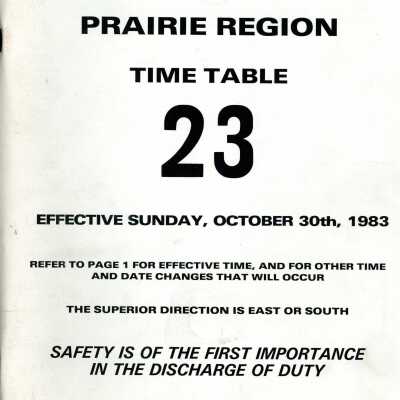 PRAIRIE REGION
TIME TABLE
23
EFFECTIVE SUNDAY, OCTOBER 30th, 1983
REFER TO PAGE 1 FOR EFFECTIVE TIME, AND FOR OTHER TIME
AND DATE CHANGES THAT WILL OCCUR
THE SUPERIOR DIRECTION IS EAST OR SOUTH
SAFETY IS OF THE FIRST IMPORTANCE
IN THE DISCHARGE OF DUTY